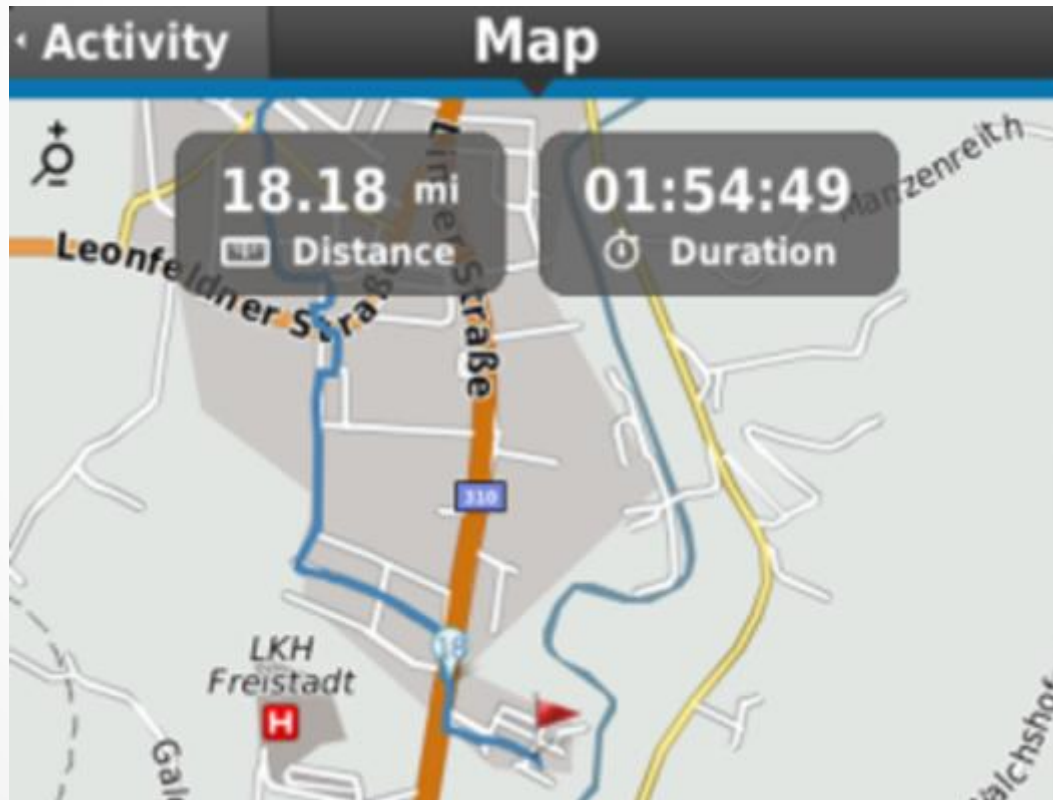 Activity
Map
18.18 mi
Distance
01:54:49
Duration
Manzenreith
Linzer Straße
Leonfeldner Straße
310
18
LKH
Freistadt
H